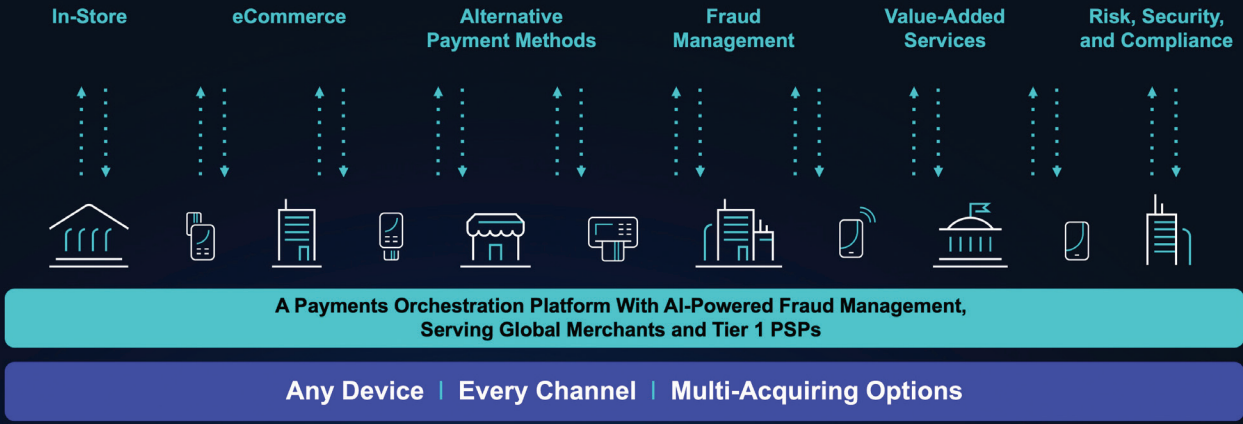 In-Store
eCommerce
Alternative
Payment Methods
Fraud
Management
Value-Added
Services
Risk, Security,
and Compliance
A Payments Orchestration Platform With AI-Powered Fraud Management,
Serving Global Merchants and Tier 1 PSPs
Any Device | Every Channel | Multi-Acquiring Options